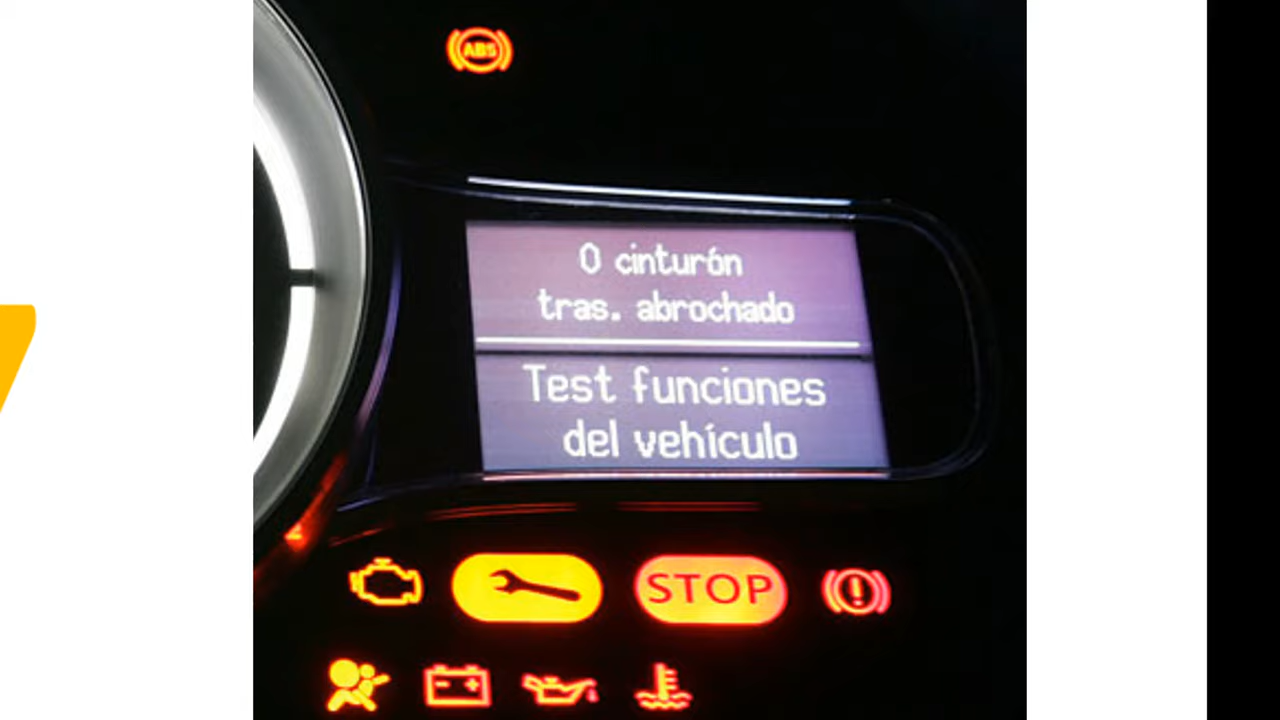 ABS
0 cinturón
tras. abrochado
Test funciones
del vehículo
STOP